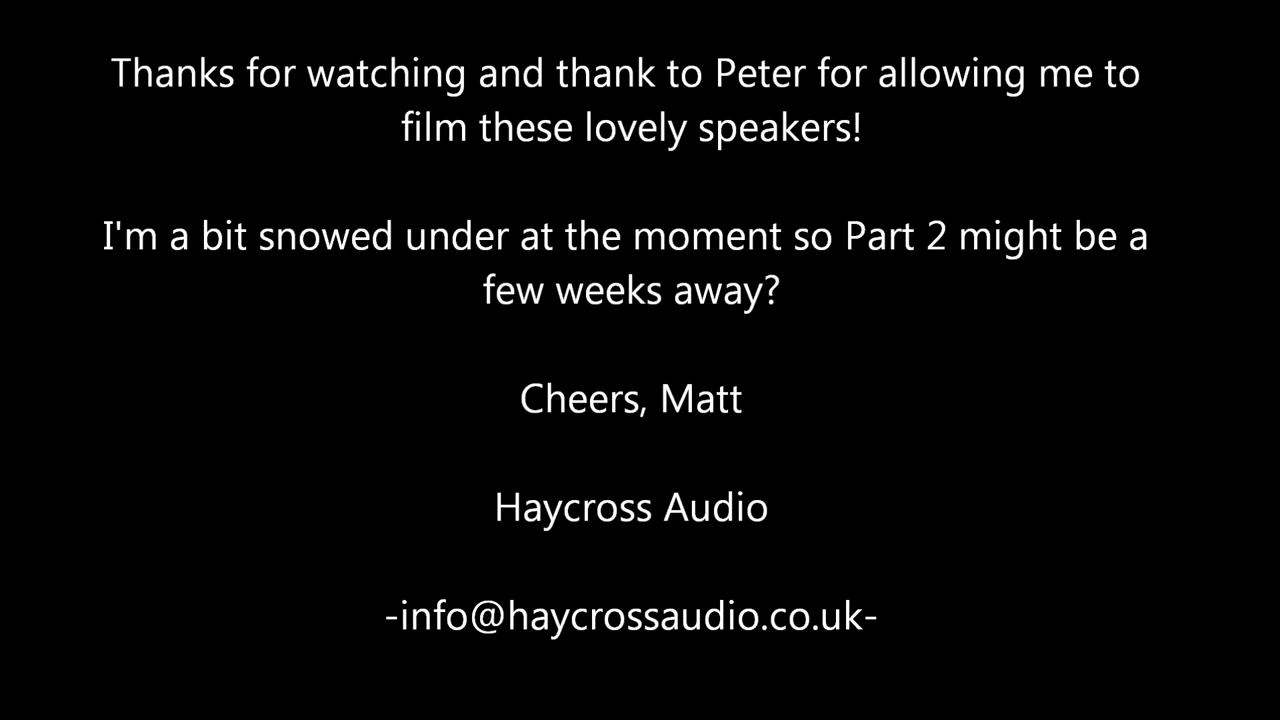 Thanks for watching and thank to Peter for allowing me to
film these lovely speakers!
I'm a bit snowed under at the moment so Part 2 might be a
few weeks away?
Cheers, Matt
Haycross Audio
-info@haycrossaudio.co.uk-